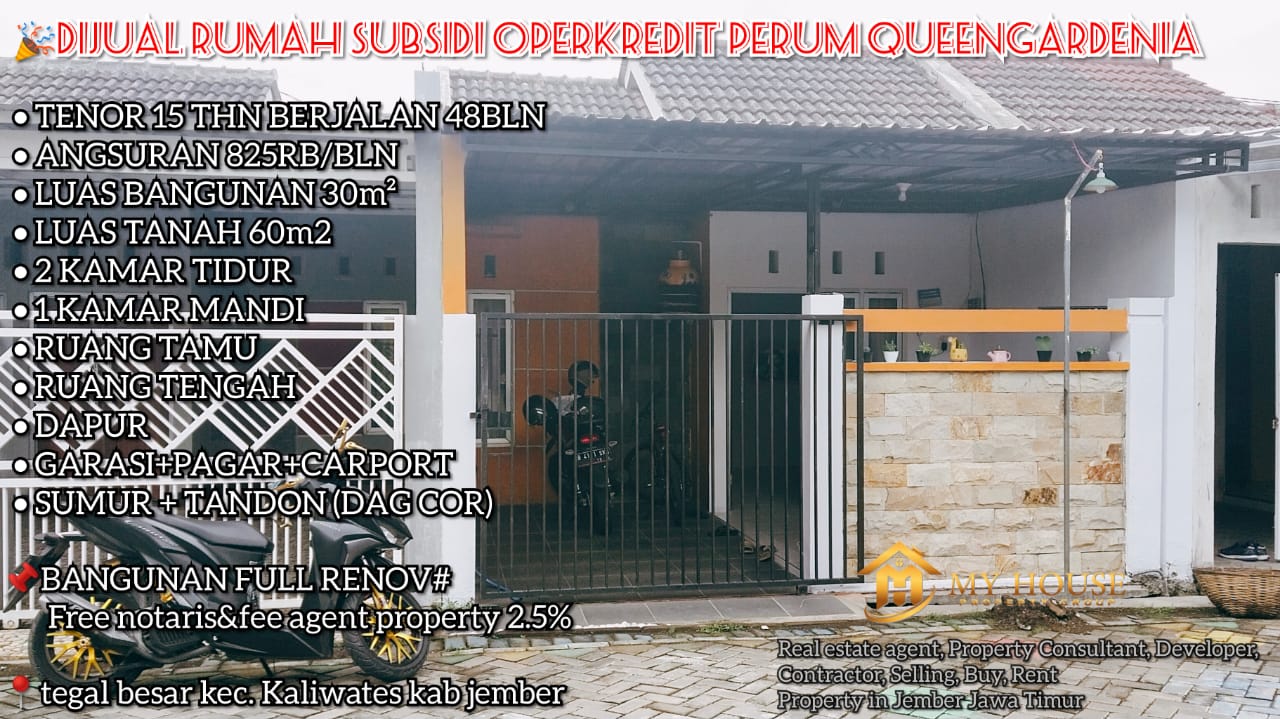 🎉DIJUAL RUMAH SUBSIDI OPERKREDIT PERUM QUEENGARDENIA
• TENOR 15 THN BERJALAN 48BLN
• ANGSURAN 825RB/BLN
• LUAS BANGUNAN 30m²
• LUAS TANAH 60m2
• 2 KAMAR TIDUR
• 1 KAMAR MANDI
• RUANG TAMU
• RUANG TENGAH
• DAPUR
• GARASI+PAGAR+CARPORT
• SUMUR + TANDON (DAG COR)
📌BANGUNAN FULL RENOV#
Free notaris&fee agent property 2.5%
📍tegal besar kec. Kaliwates kab jember
MY HOUSE
Real estate agent, Property Consultant, Developer,
Contractor, Selling, Buy, Rent
Property in Jember Jawa Timur